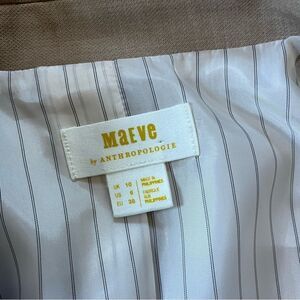 MaEVe
by ANTHROPOLOGIE
UK 10
US 6
EU 38
MADE IN
PHILIPPINES
FABRIQUÉ
AUX
PHILIPPINES